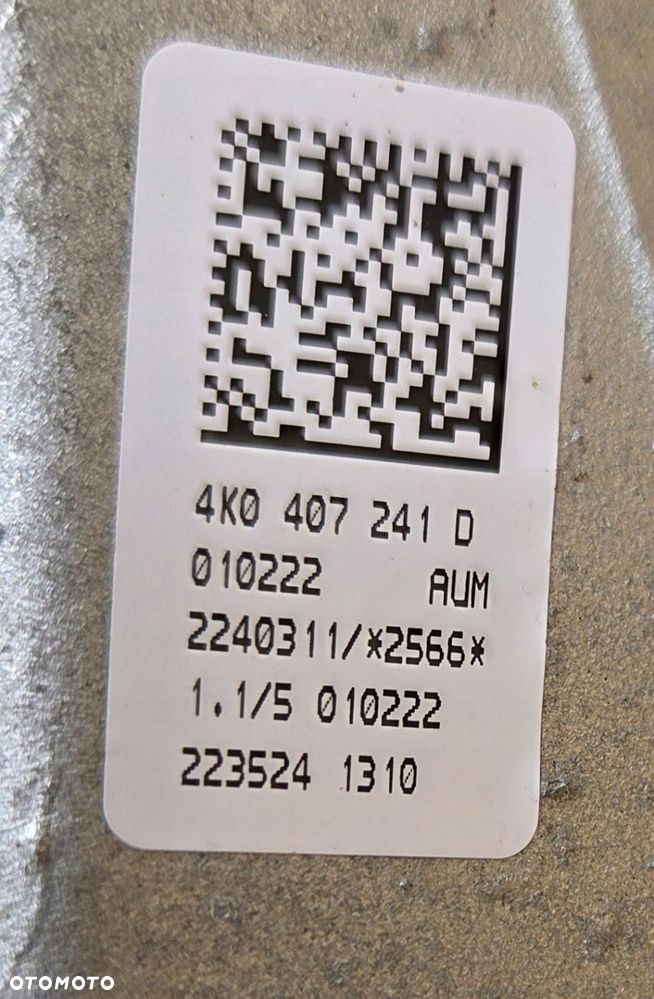 4K0 407 241 D
010222 AUM
2240311/*2566*
1.1/5 010222
223524 1310
OTOMOTO